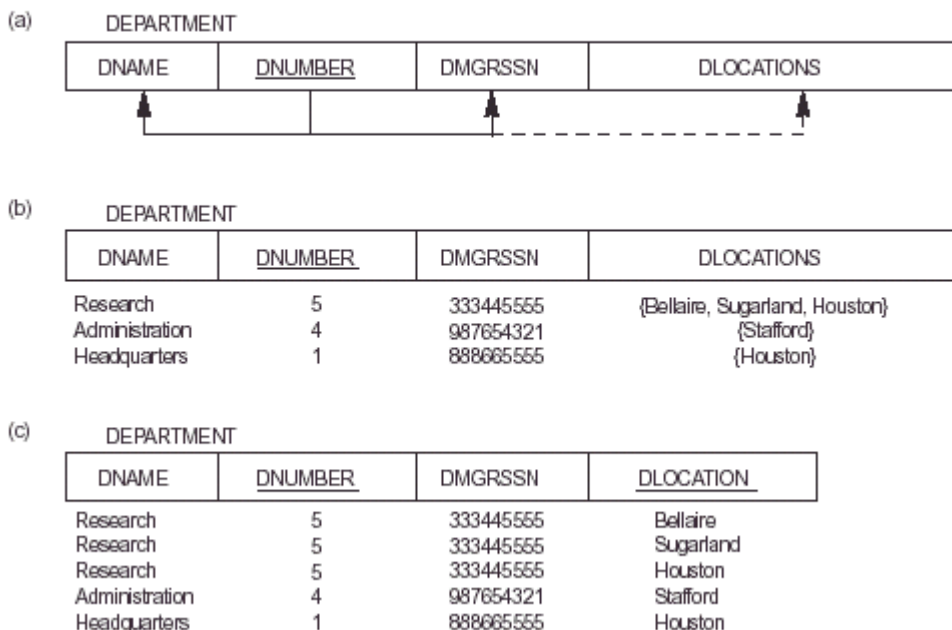 (a) DEPARTMENT
DNAME DNUMBER DMGRSSN DLOCATIONS
(b) DEPARTMENT
DNAME DNUMBER DMGRSSN DLOCATIONS
Research 5 333445555 {Bellaire, Sugarland, Houston}
Administration 4 987654321 {Stafford}
Headquarters 1 888665555 {Houston}
(c) DEPARTMENT
DNAME DNUMBER DMGRSSN DLOCATION
Research 5 333445555 Bellaire
Research 5 333445555 Sugarland
Research 5 333445555 Houston
Administration 4 987654321 Stafford
Headquarters 1 888665555 Houston